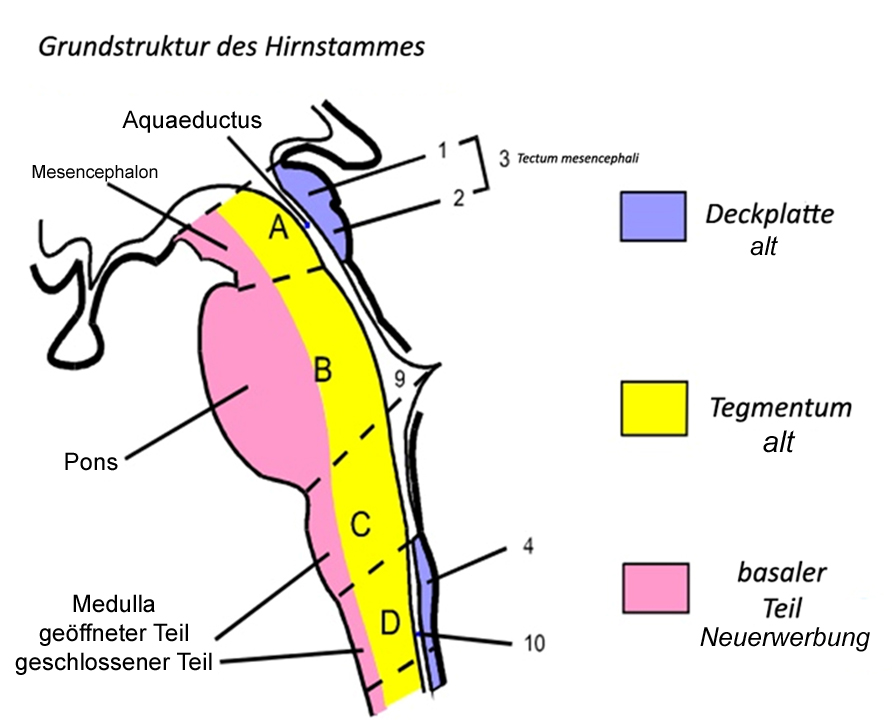 Grundstruktur des Hirnstammes
Aquaeductus
Mesencephalon
1
3 Tectum mesencephali
2
A
B
9
Pons
C
4
Medulla
geöffneter Teil
geschlossener Teil
D
10
Deckplatte
alt
Tegmentum
alt
basaler
Teil
Neuerwerbung